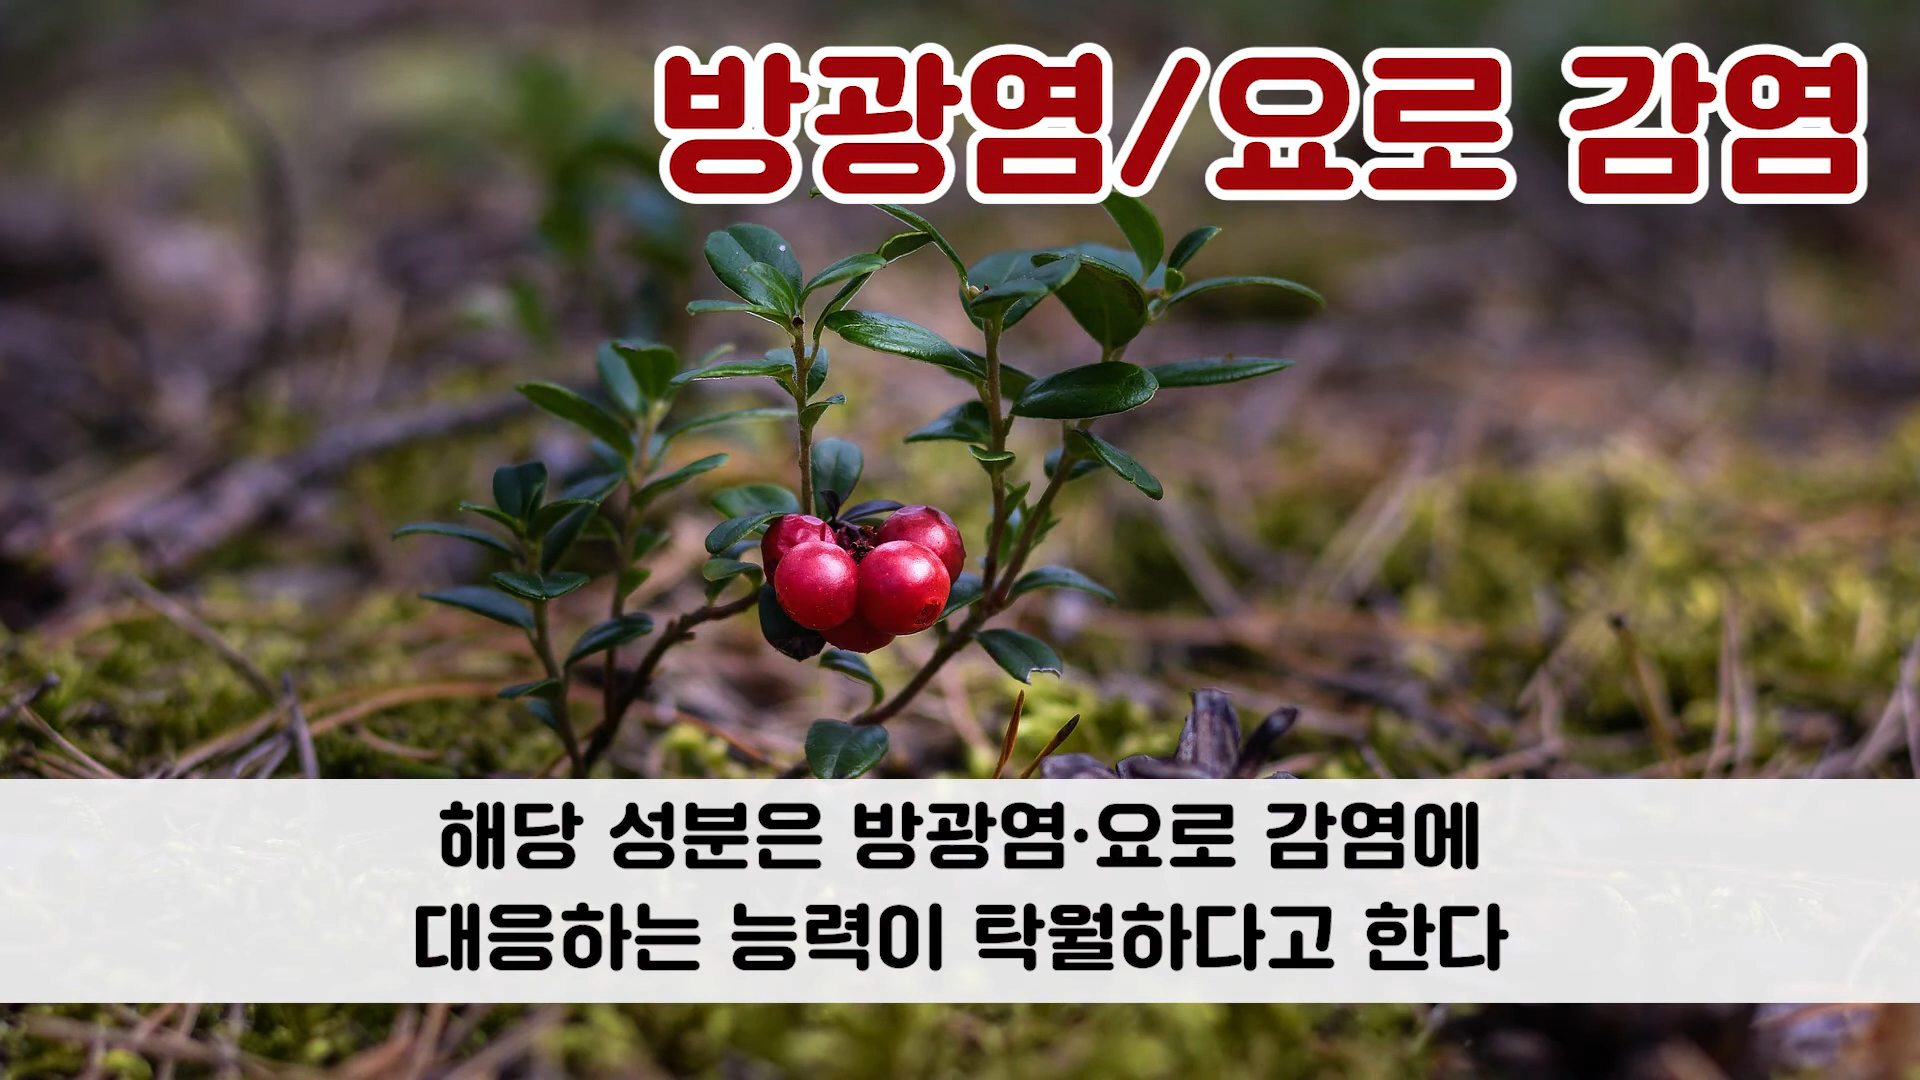 방광염/요로 감염
해당 성분은 방광염·요로 감염에
대응하는 능력이 탁월하다고 한다